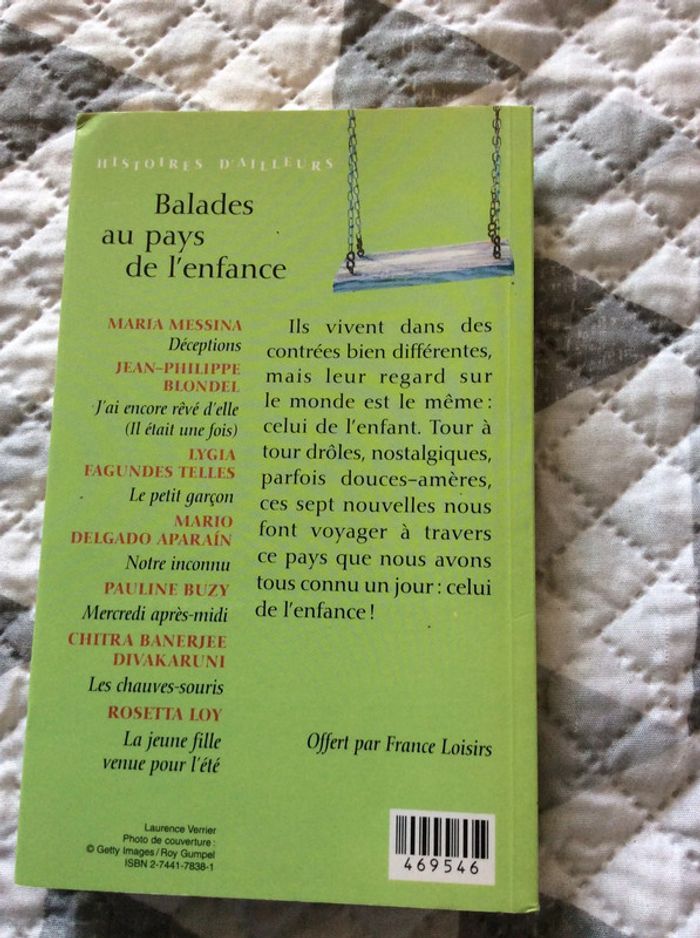 HISTOIRES D'AILLEURS
Balades
au pays
de l'enfance
MARIA MESSINA
Déceptions
JEAN-PHILIPPE
BLONDEL
J'ai encore rêvé d'elle
(Il était une fois)
LYGIA
FAGUNDES TELLES
Le petit garçon
MARIO
DELGADO APARAÍN
Notre inconnu
PAULINE BUZY
Mercredi après-midi
CHITRA BANERJEE
DIVAKARUNI
Les chauves-souris
ROSETTA LOY
La jeune fille
venue pour l'été
Ils vivent dans des
contrées bien différentes,
mais leur regard sur
le monde est le même :
celui de l'enfant. Tour à
tour drôles, nostalgiques,
parfois douces-amères,
ces sept nouvelles nous
font voyager à travers
ce pays que nous avons
tous connu un jour : celui
de l'enfance !
Offert par France Loisirs
Laurence Verrier
Photo de couverture :
© Getty Images / Roy Gumpel
ISBN 2-7441-7838-1
469546